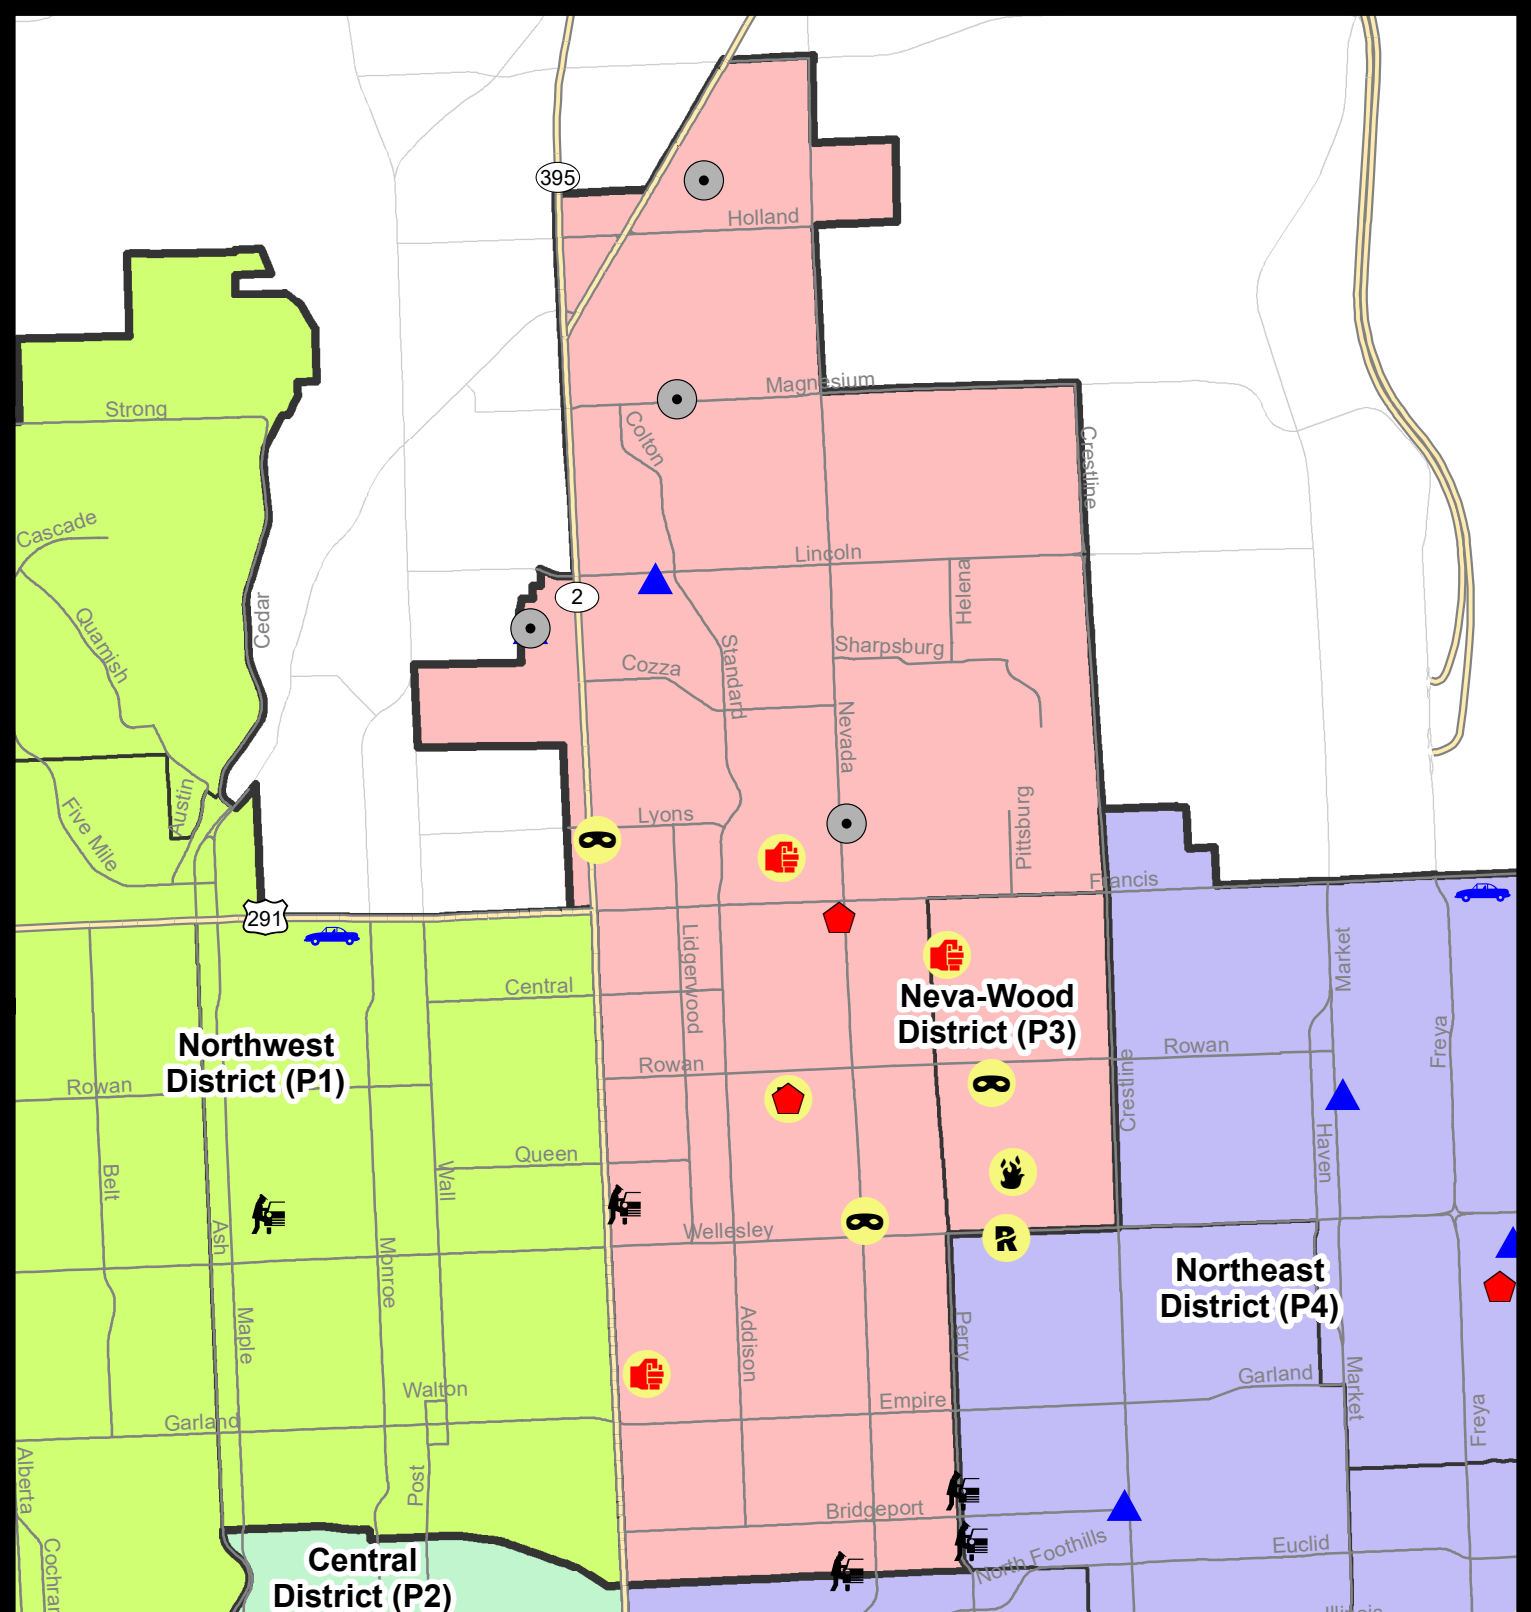 395
Holland
Magnesium
Strong
Colton
Crestline
Cascade
Lincoln
Helena
2
Cedar
Quamish
Sharpsburg
Cozza
Standard
Nevada
Austin
Five Mile
Lyons
Pittsburg
Francis
291
Lidgerwood
Market
Central
Neva-Wood
District (P3)
Freya
Northwest
District (P1)
Rowan
Rowan
Rowan
Crestline
Queen
Belt
Wall
Haven
Ash
Wellesley
Monroe
Northeast
District (P4)
Maple
Addison
Perry
Walton
Garland
Market
Empire
Garland
Freya
Alberta
Post
Bridgeport
North Foothills
Euclid
Cochran
Central
District (P2)